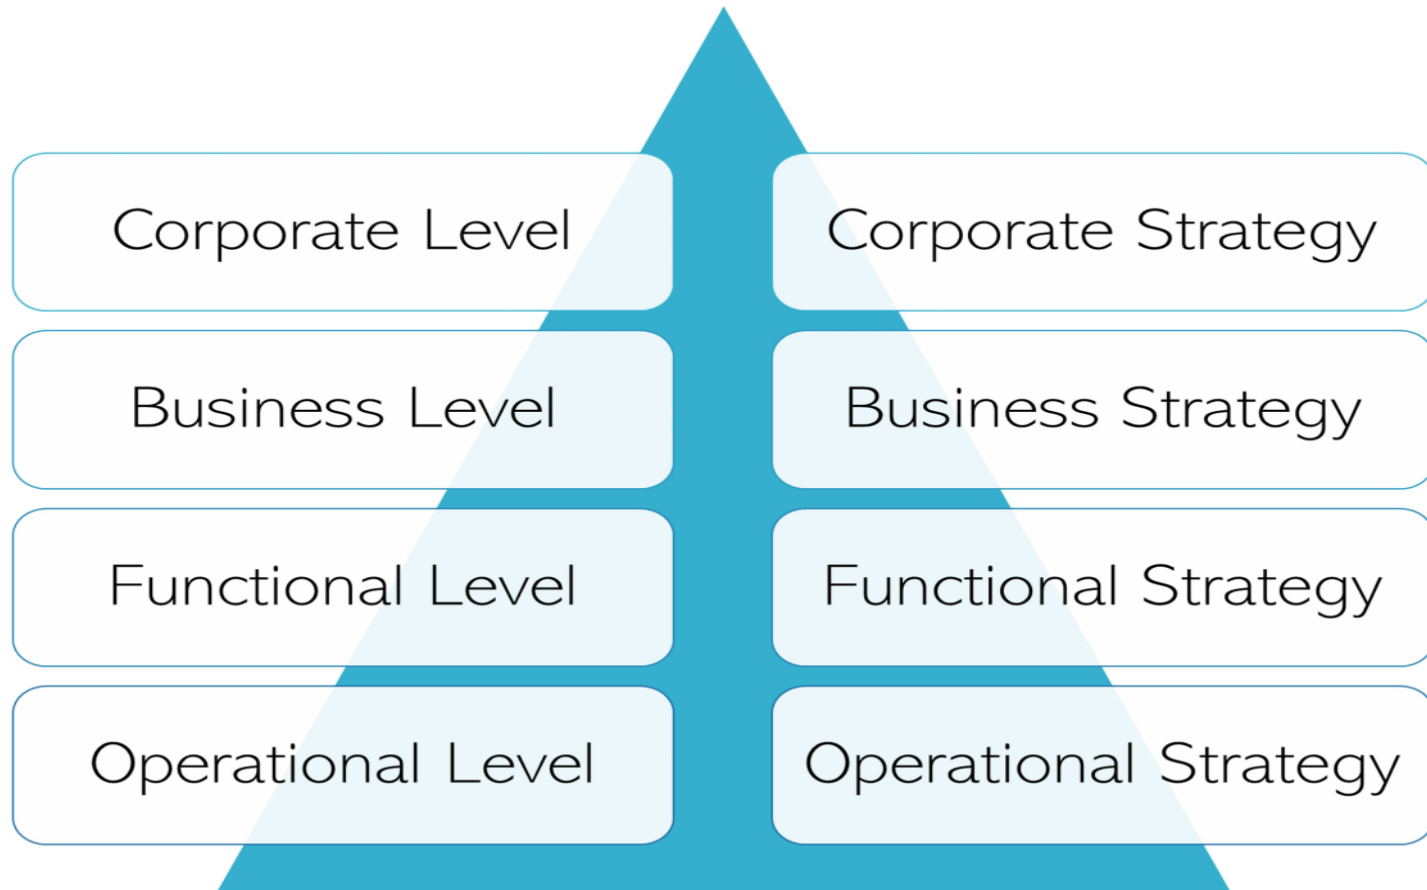 Corporate Level
Corporate Strategy
Business Level
Business Strategy
Functional Level
Functional Strategy
Operational Level
Operational Strategy